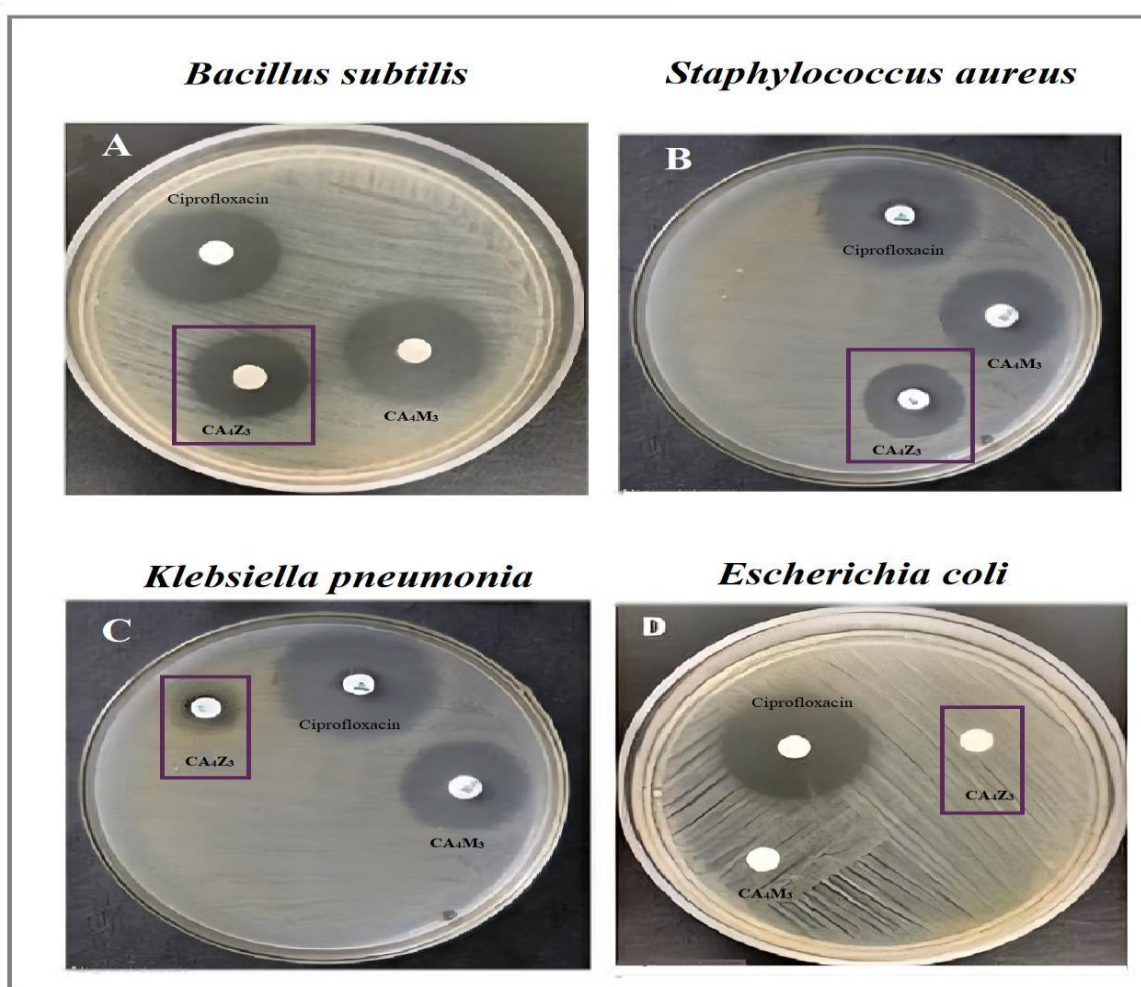 Bacillus subtilis
Staphylococcus aureus
A
Ciprofloxacin
CA₄Z₃
CA₄M₃
B
Ciprofloxacin
CA₄M₃
CA₄Z₃
Klebsiella pneumonia
Escherichia coli
C
CA₄Z₃
Ciprofloxacin
CA₄M₃
D
Ciprofloxacin
CA₄Z₃
CA₄M₃